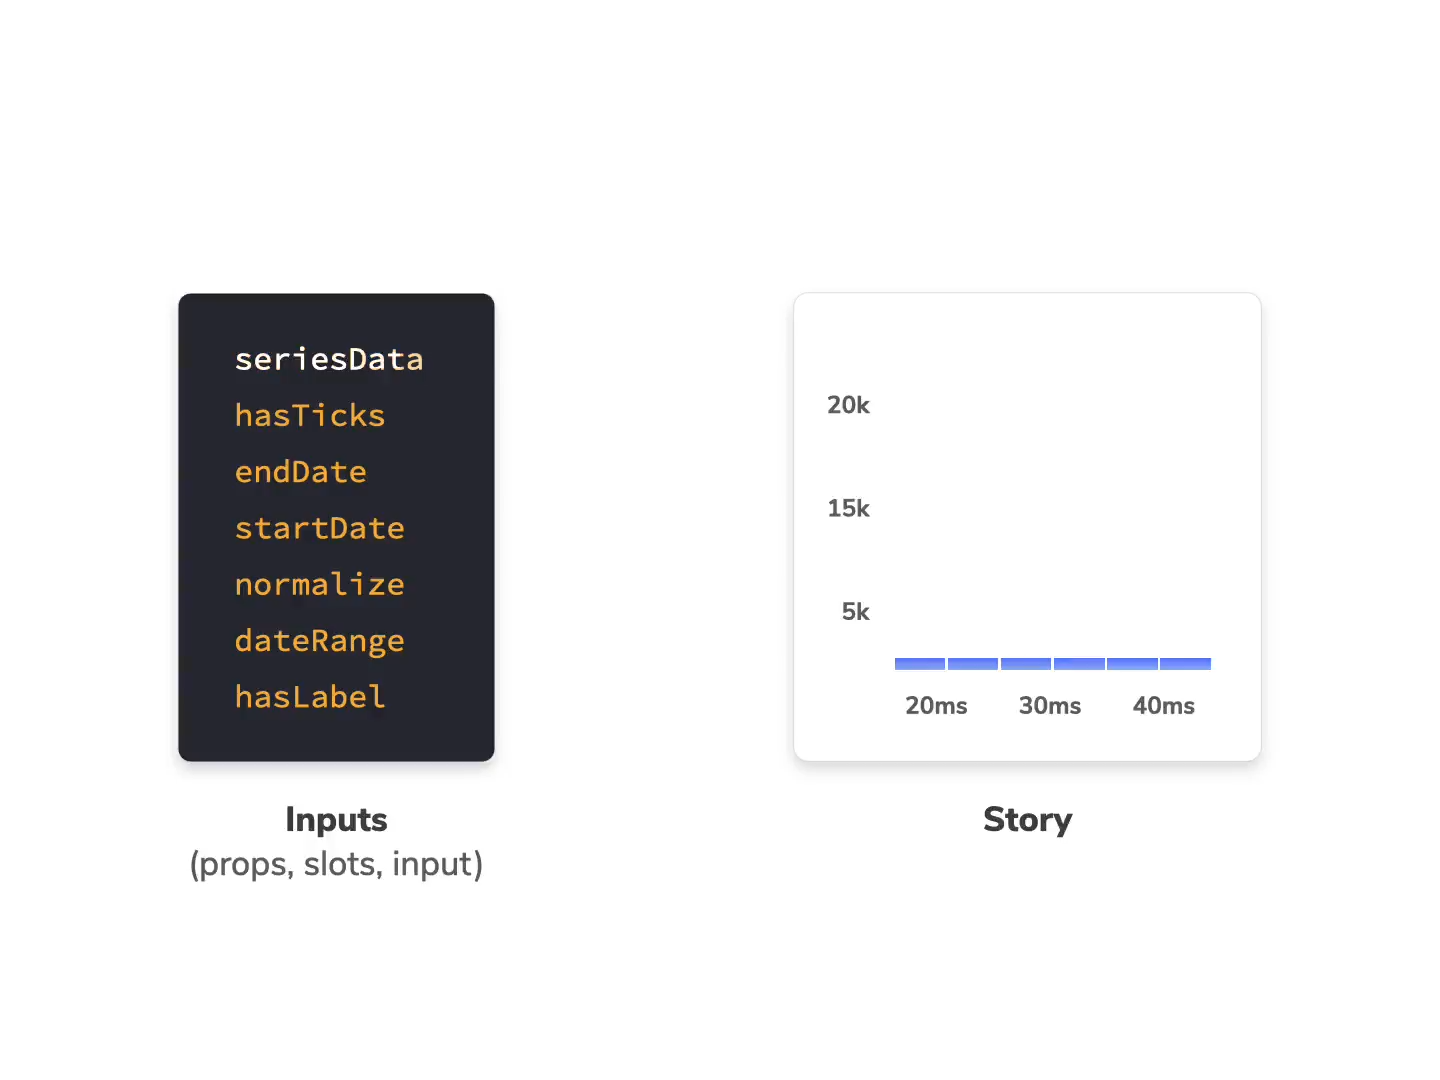 seriesData
hasTicks
endDate
startDate
normalize
dateRange
hasLabel
Inputs
(props, slots, input)
20k
15k
5k
20ms 30ms 40ms
Story